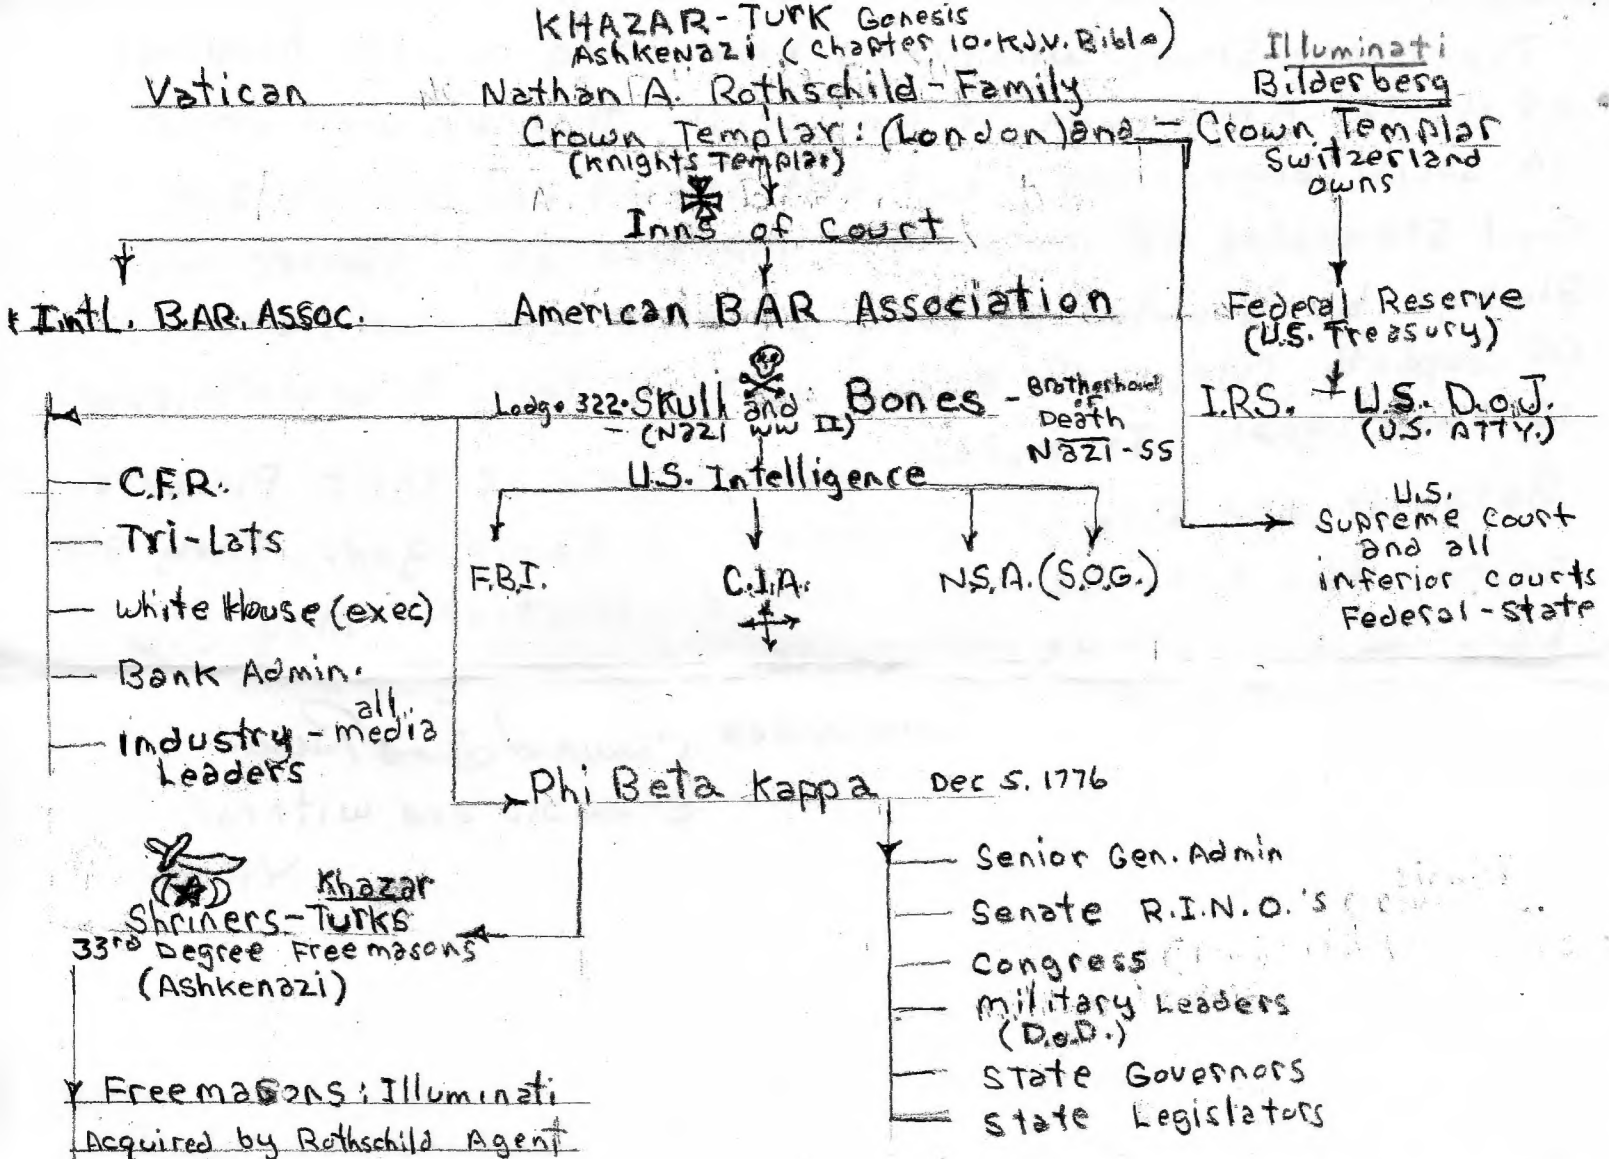 KHAZAR-TURK Genesis
Ashkenazi (Chapter 10. K.J.V. Bible)
Illuminati
Vatican Nathan A. Rothschild-Family Bilderberg
Crown Templar: (London) and - Crown Templar
(Knights Templar) Switzerland
owns
Inns of Court
Intl. B.A.R. Assoc. American BAR Association Federal Reserve
(U.S. Treasury)
Lodge 322. Skull and Bones - Brotherhood
of
Death
Nazi-SS
(Nazi WW II)
I.R.S. U.S. D.o.J.
(U.S. ATTY.)
U.S. Intelligence
C.F.R.
Tri-Lats
White House (exec)
Bank Admin.
Industry - all media
Leaders
F.B.I. C.I.A. N.S.A. (S.O.G.)
U.S.
Supreme Court
and all
inferior courts
Federal-State
Phi Beta Kappa Dec 5. 1776
Khazar
Shriners-Turks
33rd Degree Freemasons
(Ashkenazi)
Senior Gen. Admin
Senate R.I.N.O.'s
Congress
Military Leaders
(D.o.D.)
State Governors
State Legislators
Freemasons: Illuminati
Acquired by Rothschild Agent